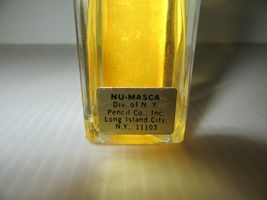 NU-MASCA
Div. of N. Y.
Pencil Co., Inc.
Long Island City,
N.Y., 11103